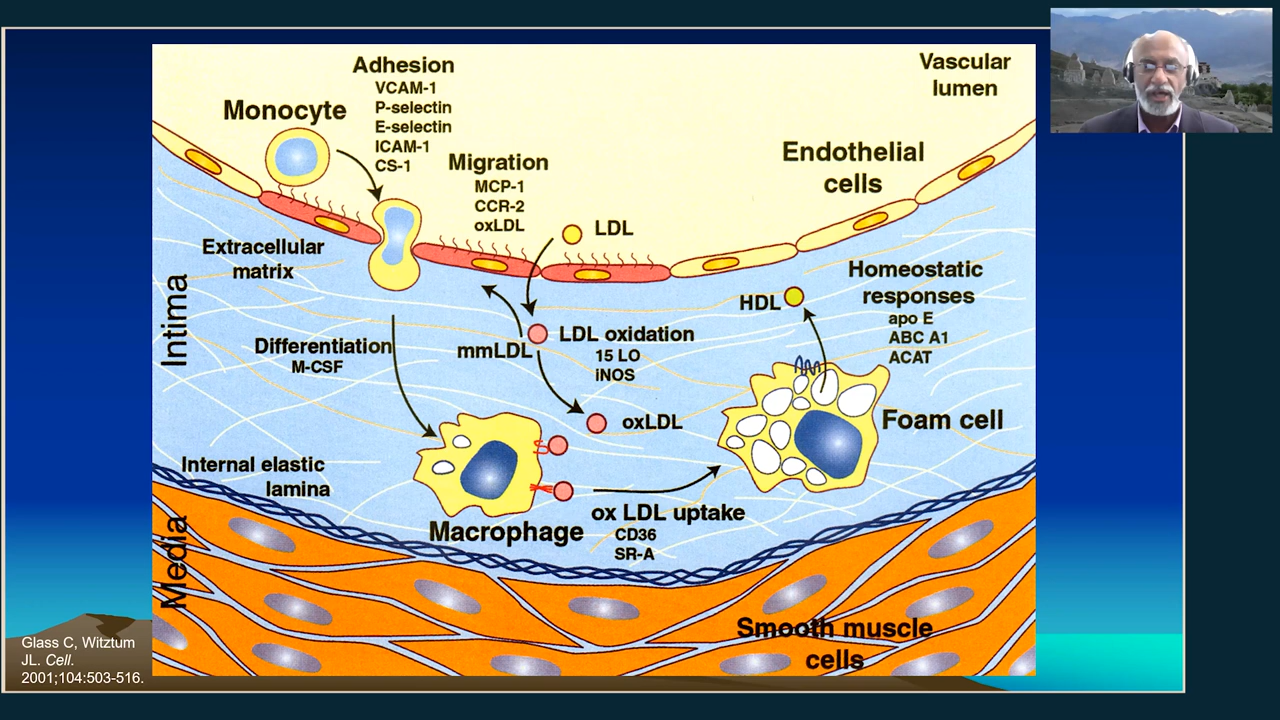 Adhesion
VCAM-1
P-selectin
E-selectin
ICAM-1
CS-1
Monocyte
Migration
MCP-1
CCR-2
oxLDL
LDL
Vascular
lumen
Endothelial
cells
Extracellular
matrix
Intima
Differentiation
M-CSF
mmLDL
LDL oxidation
15 LO
iNOS
oxLDL
HDL
Homeostatic
responses
apo E
ABC A1
ACAT
Foam cell
Internal elastic
lamina
Macrophage
ox LDL uptake
CD36
SR-A
Media
Smooth muscle
cells
Glass C, Witztum
JL. Cell.
2001;104:503-516.